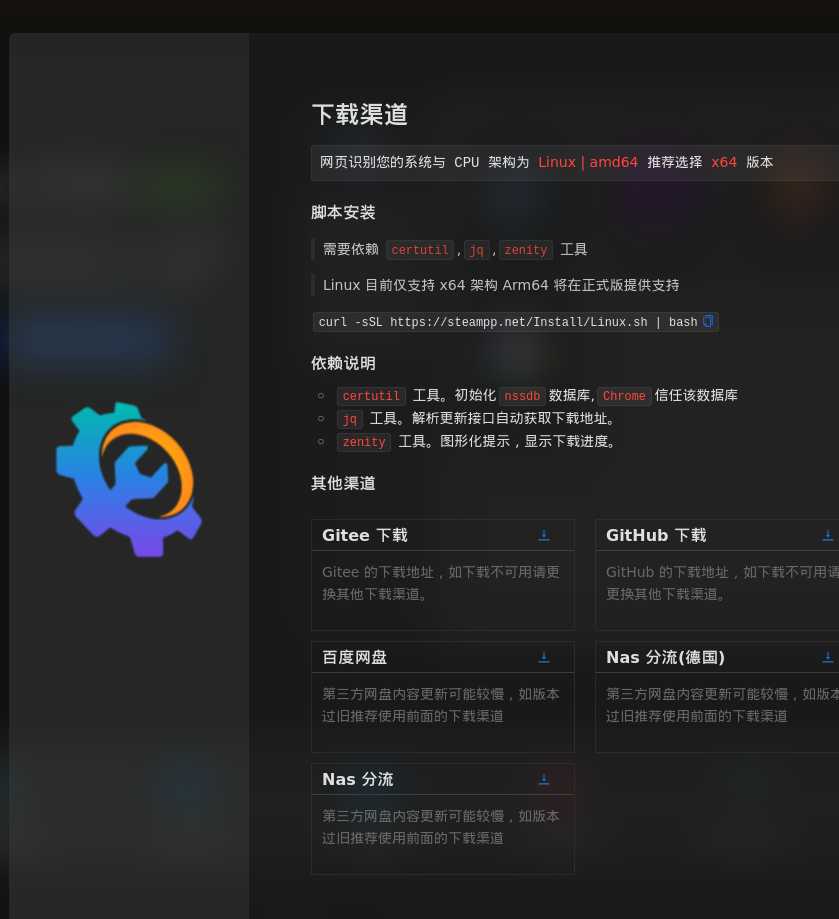 下载渠道
网页识别您的系统与 CPU 架构为 Linux | amd64 推荐选择 x64 版本
脚本安装
需要依赖 certutil , jq , zenity 工具
Linux 目前仅支持 x64 架构 Arm64 将在正式版提供支持
curl -sSL https://steampp.net/Install/Linux.sh | bash
依赖说明
certutil 工具。初始化 nssdb 数据库, Chrome 信任该数据库
jq 工具。解析更新接口自动获取下载地址。
zenity 工具。图形化提示，显示下载进度。
其他渠道
Gitee 下载
Gitee 的下载地址，如下载不可用请更
换其他下载渠道。
GitHub 下载
GitHub 的下载地址，如下载不可用请
更换其他下载渠道。
百度网盘
第三方网盘内容更新可能较慢，如版本
过旧推荐使用前面的下载渠道
Nas 分流(德国)
第三方网盘内容更新可能较慢，如版本
过旧推荐使用前面的下载渠道
Nas 分流
第三方网盘内容更新可能较慢，如版本
过旧推荐使用前面的下载渠道